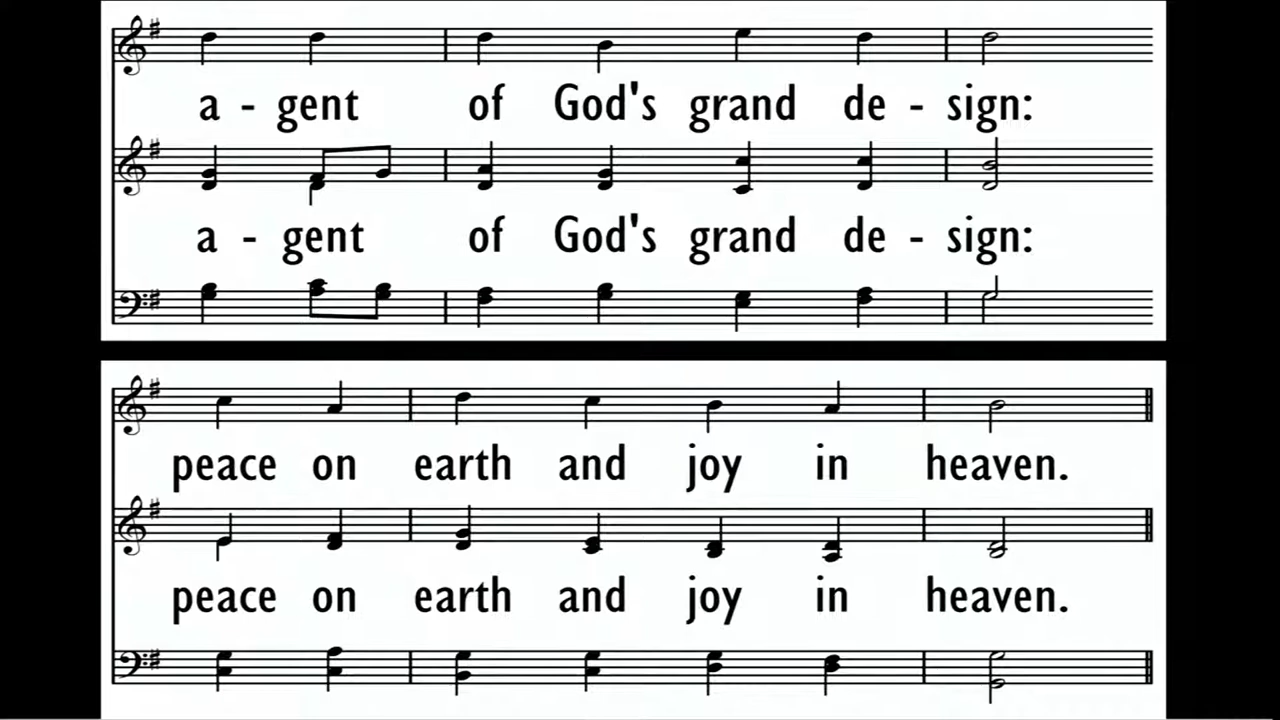 a - gent of God's grand de - sign:
a - gent of God's grand de - sign:
peace on earth and joy in heaven.
peace on earth and joy in heaven.